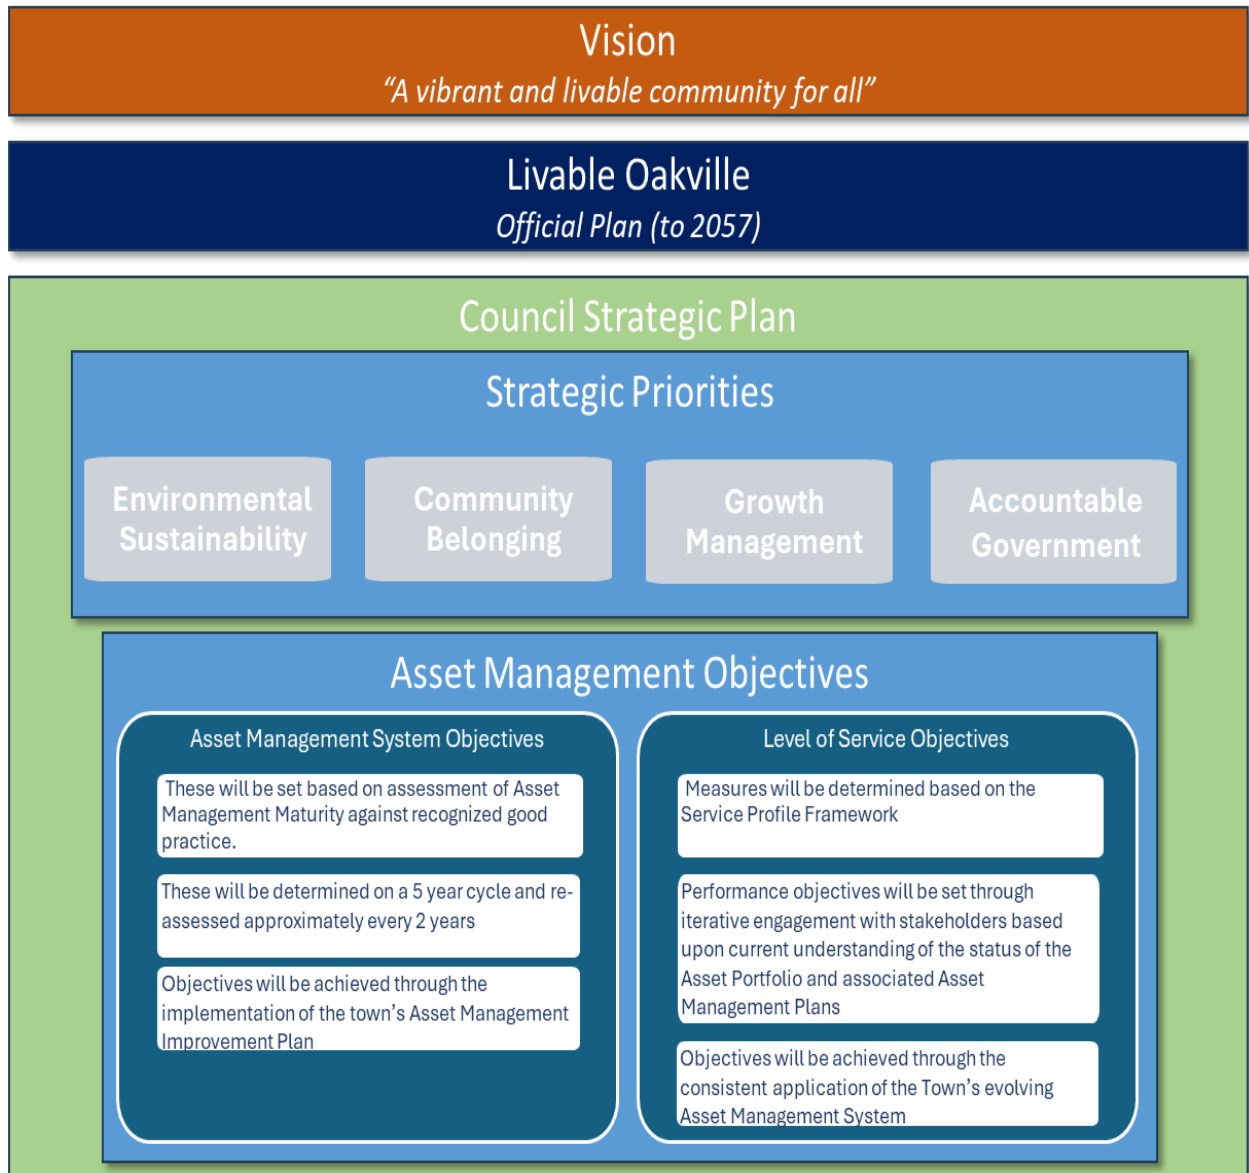 Vision
“A vibrant and livable community for all”
Livable Oakville
Official Plan (to 2057)
Council Strategic Plan
Strategic Priorities
Environmental
Sustainability
Community
Belonging
Growth
Management
Accountable
Government
Asset Management Objectives
Asset Management System Objectives
These will be set based on assessment of Asset
Management Maturity against recognized good
practice.
These will be determined on a 5 year cycle and re-
assessed approximately every 2 years
Objectives will be achieved through the
implementation of the town’s Asset Management
Improvement Plan
Level of Service Objectives
Measures will be determined based on the
Service Profile Framework
Performance objectives will be set through
iterative engagement with stakeholders based
upon current understanding of the status of the
Asset Portfolio and associated Asset
Management Plans
Objectives will be achieved through the
consistent application of the Town’s evolving
Asset Management System